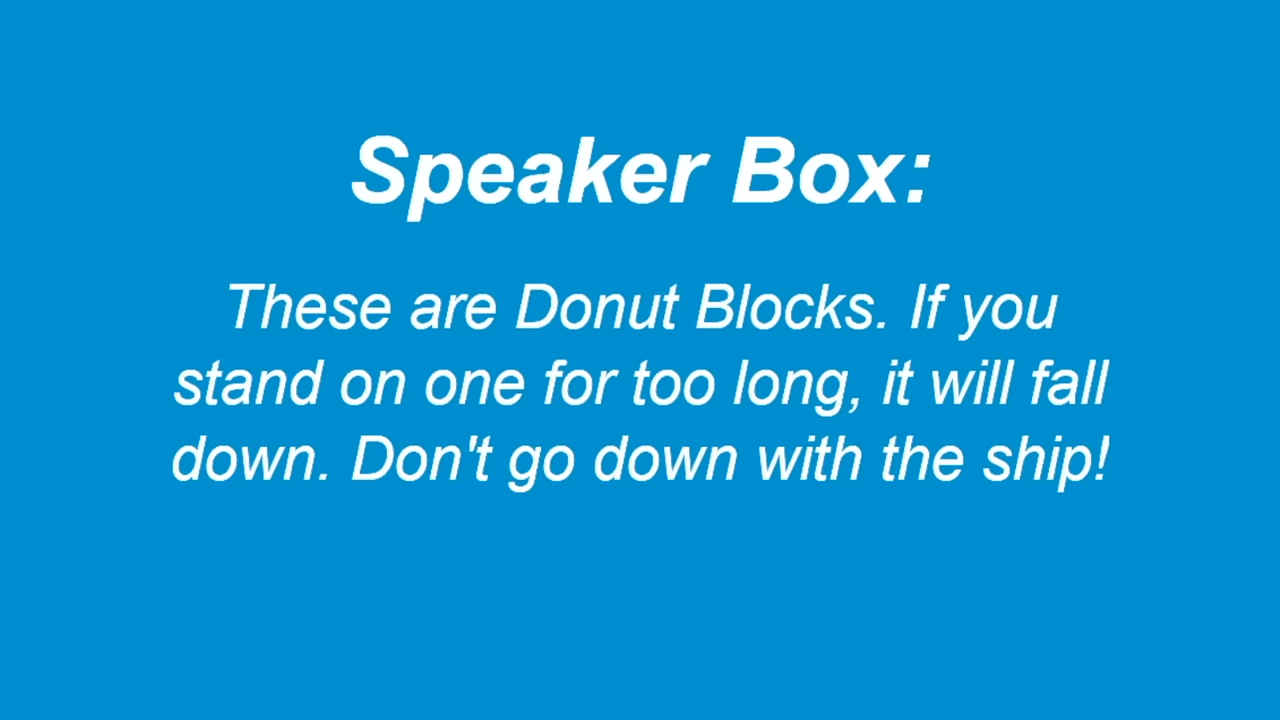 Speaker Box:
These are Donut Blocks. If you
stand on one for too long, it will fall
down. Don't go down with the ship!